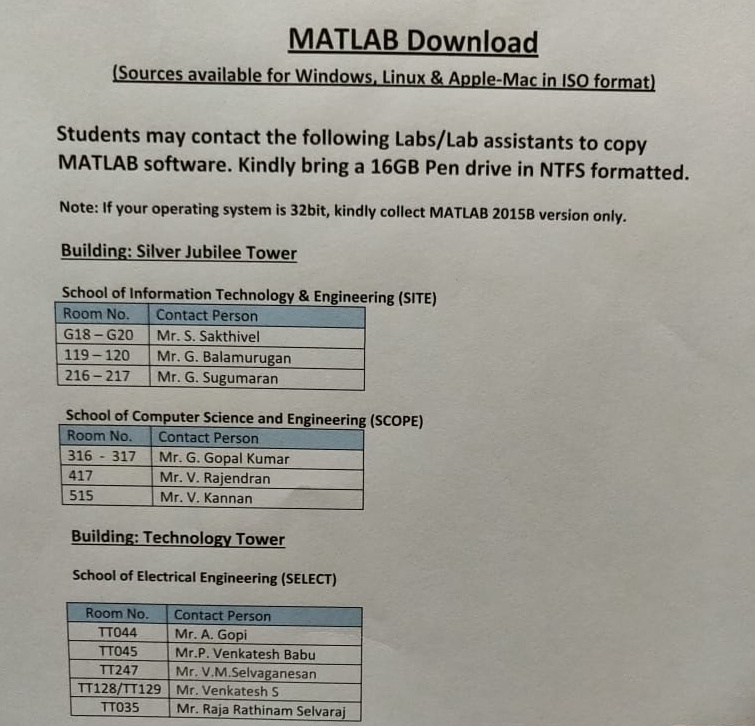 MATLAB Download
(Sources available for Windows, Linux & Apple-Mac in ISO format)
Students may contact the following Labs/Lab assistants to copy
MATLAB software. Kindly bring a 16GB Pen drive in NTFS formatted.
Note: If your operating system is 32bit, kindly collect MATLAB 2015B version only.
Building: Silver Jubilee Tower
School of Information Technology & Engineering (SITE)
Room No. Contact Person
G18 – G20 Mr. S. Sakthivel
119 – 120 Mr. G. Balamurugan
216 – 217 Mr. G. Sugumaran
School of Computer Science and Engineering (SCOPE)
Room No. Contact Person
316 - 317 Mr. G. Gopal Kumar
417 Mr. V. Rajendran
515 Mr. V. Kannan
Building: Technology Tower
School of Electrical Engineering (SELECT)
Room No. Contact Person
TT044 Mr. A. Gopi
TT045 Mr.P. Venkatesh Babu
TT247 Mr. V.M.Selvaganesan
TT128/TT129 Mr. Venkatesh S
TT035 Mr. Raja Rathinam Selvaraj